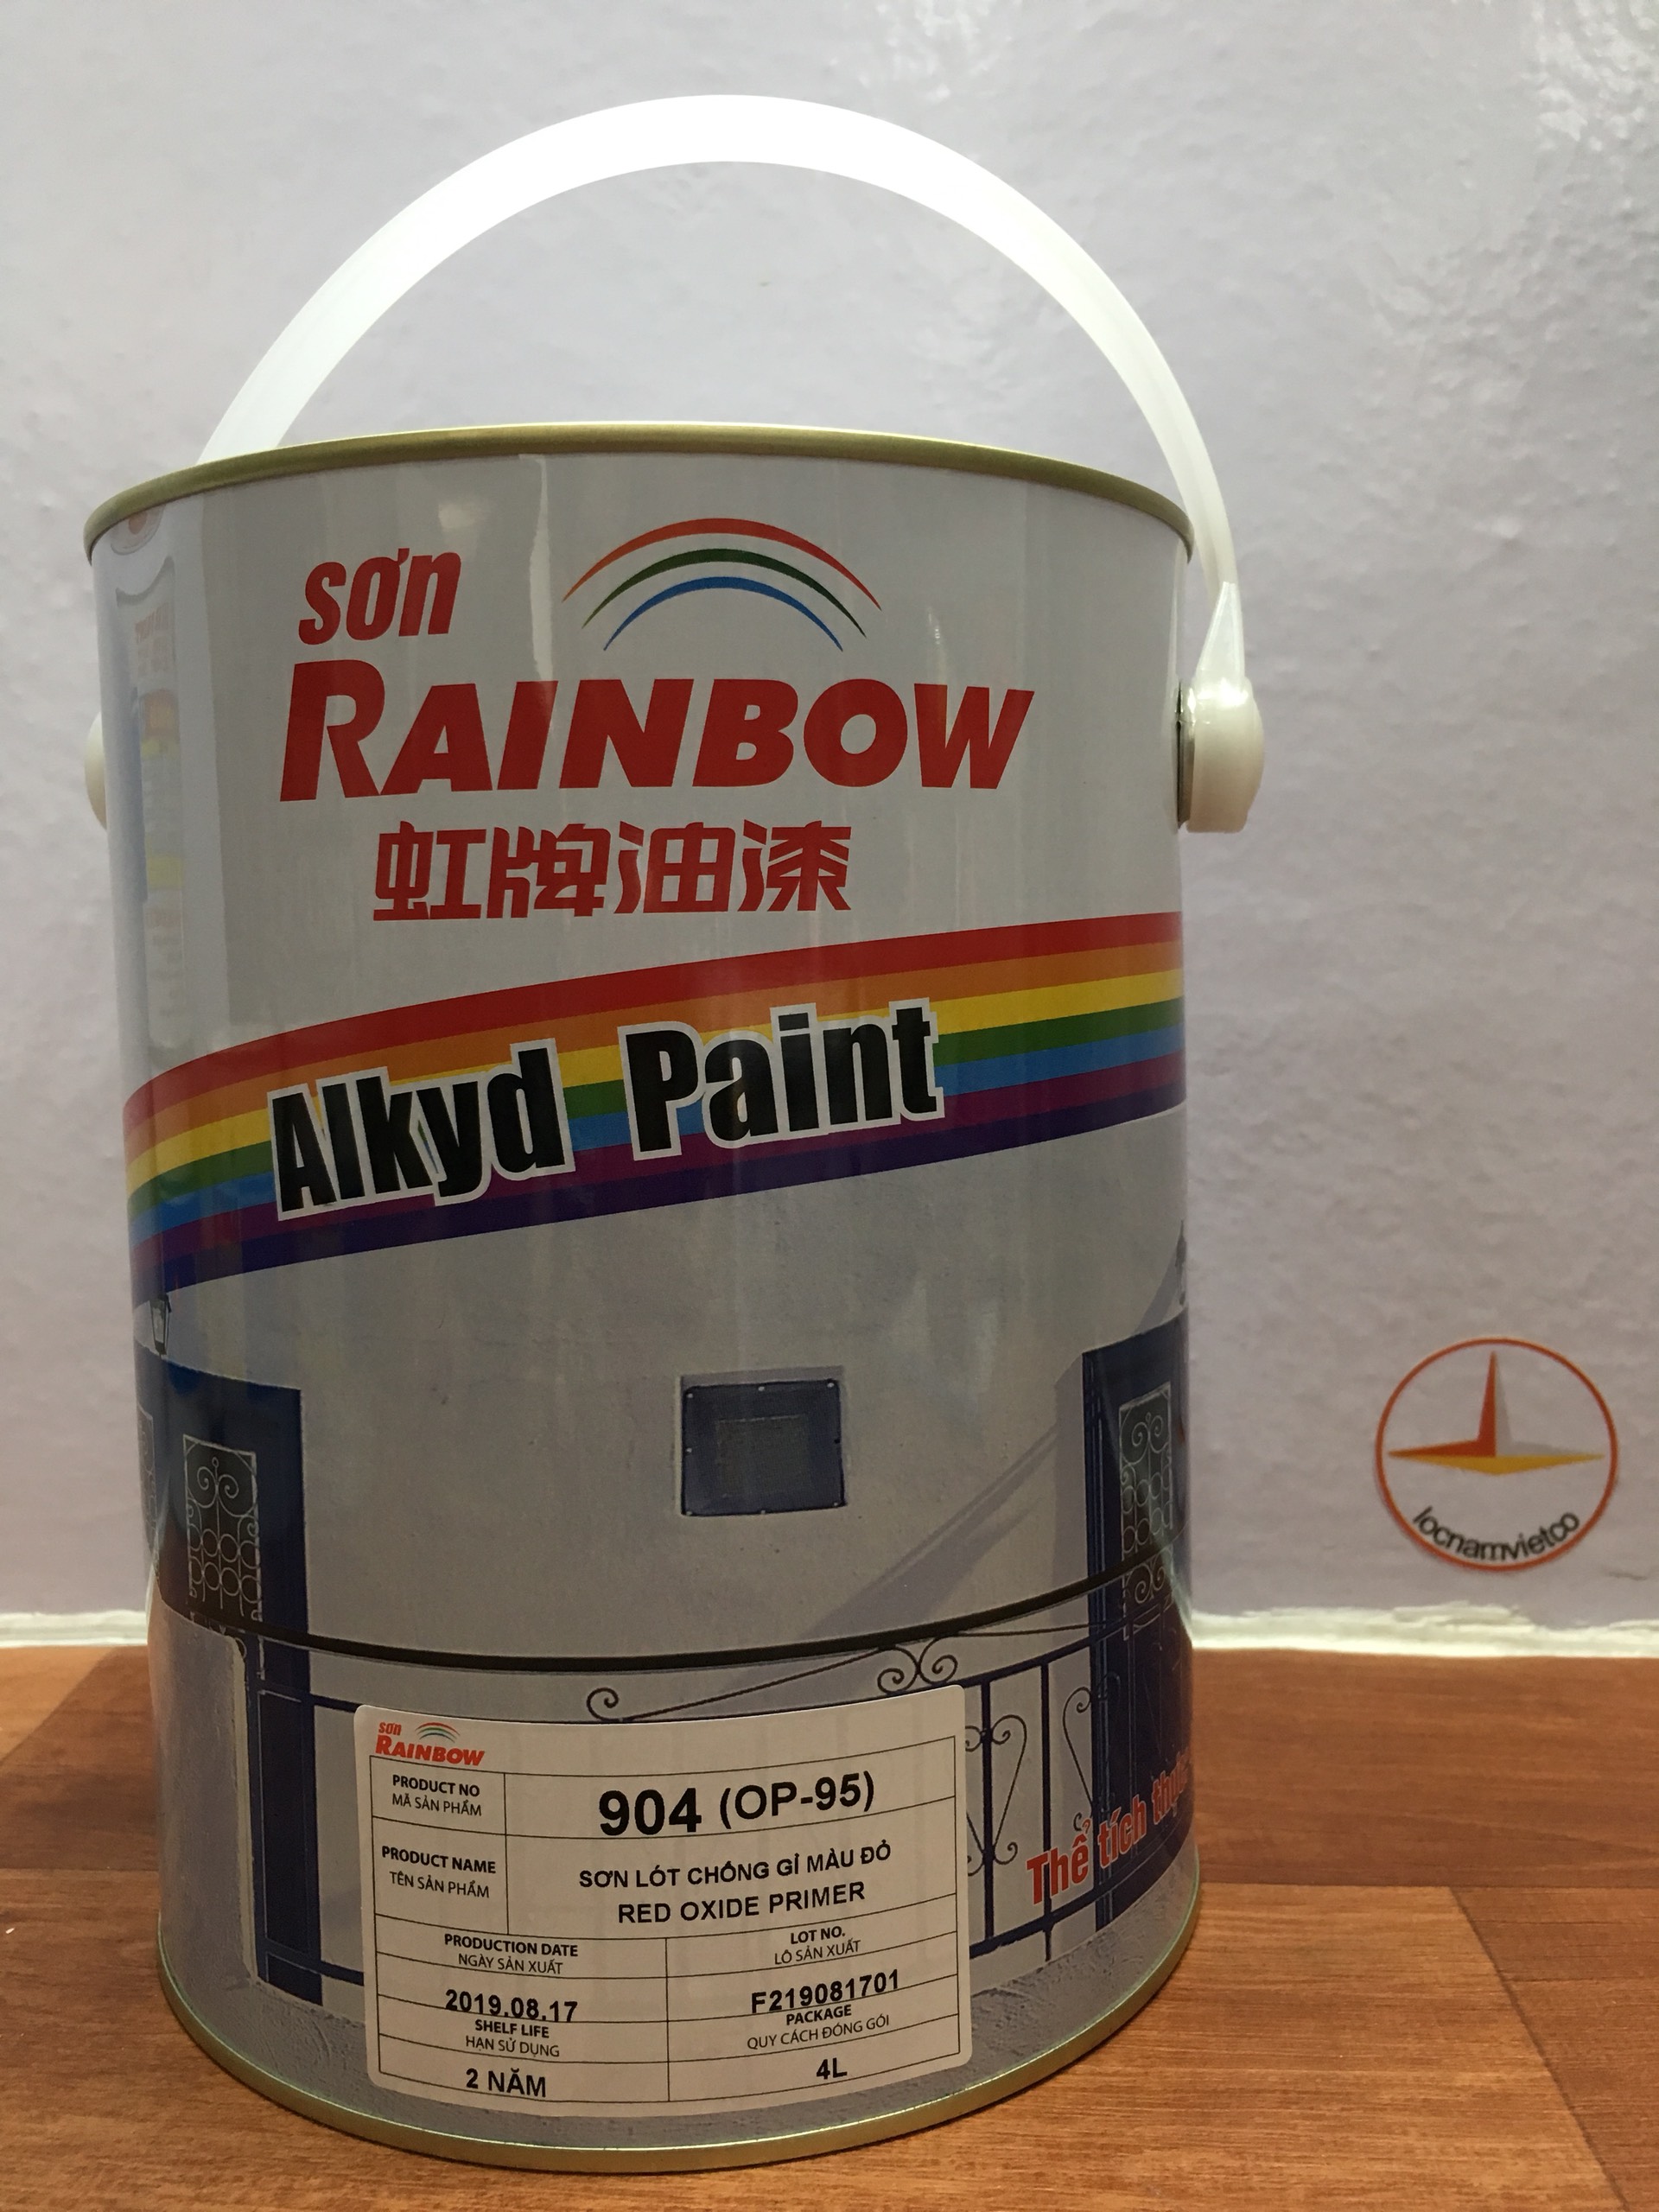 sơn
RAINBOW
虹牌油漆
Alkyd Paint
locnamvietco
sơn
RAINBOW
PRODUCT NO
MÃ SẢN PHẨM
904 (OP-95)
PRODUCT NAME
TÊN SẢN PHẨM
SƠN LÓT CHỐNG GỈ MÀU ĐỎ
RED OXIDE PRIMER
PRODUCTION DATE
NGÀY SẢN XUẤT
LOT NO.
LÔ SẢN XUẤT
2019.08.17
F219081701
SHELF LIFE
HẠN SỬ DỤNG
PACKAGE
QUY CÁCH ĐÓNG GÓI
2 NĂM
4L
Thể tích